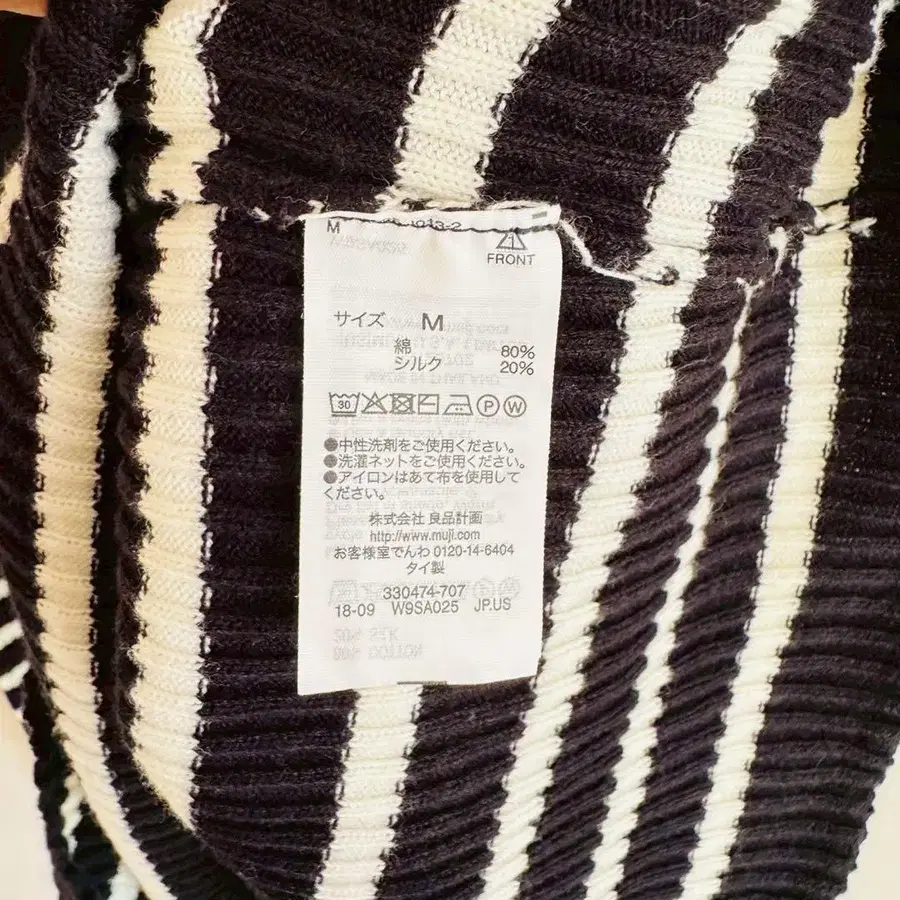 M
FRONT
サイズ M
綿 80%
シルク 20%
30 P W
●中性洗剤をご使用ください。
●洗濯ネットをご使用ください。
●アイロンはあて布を使用して
ください。
株式会社 良品計画
http://www.muji.com
お客様室でんわ 0120-14-6404
タイ製
330474-707
18-09 W9SA025 JP.US